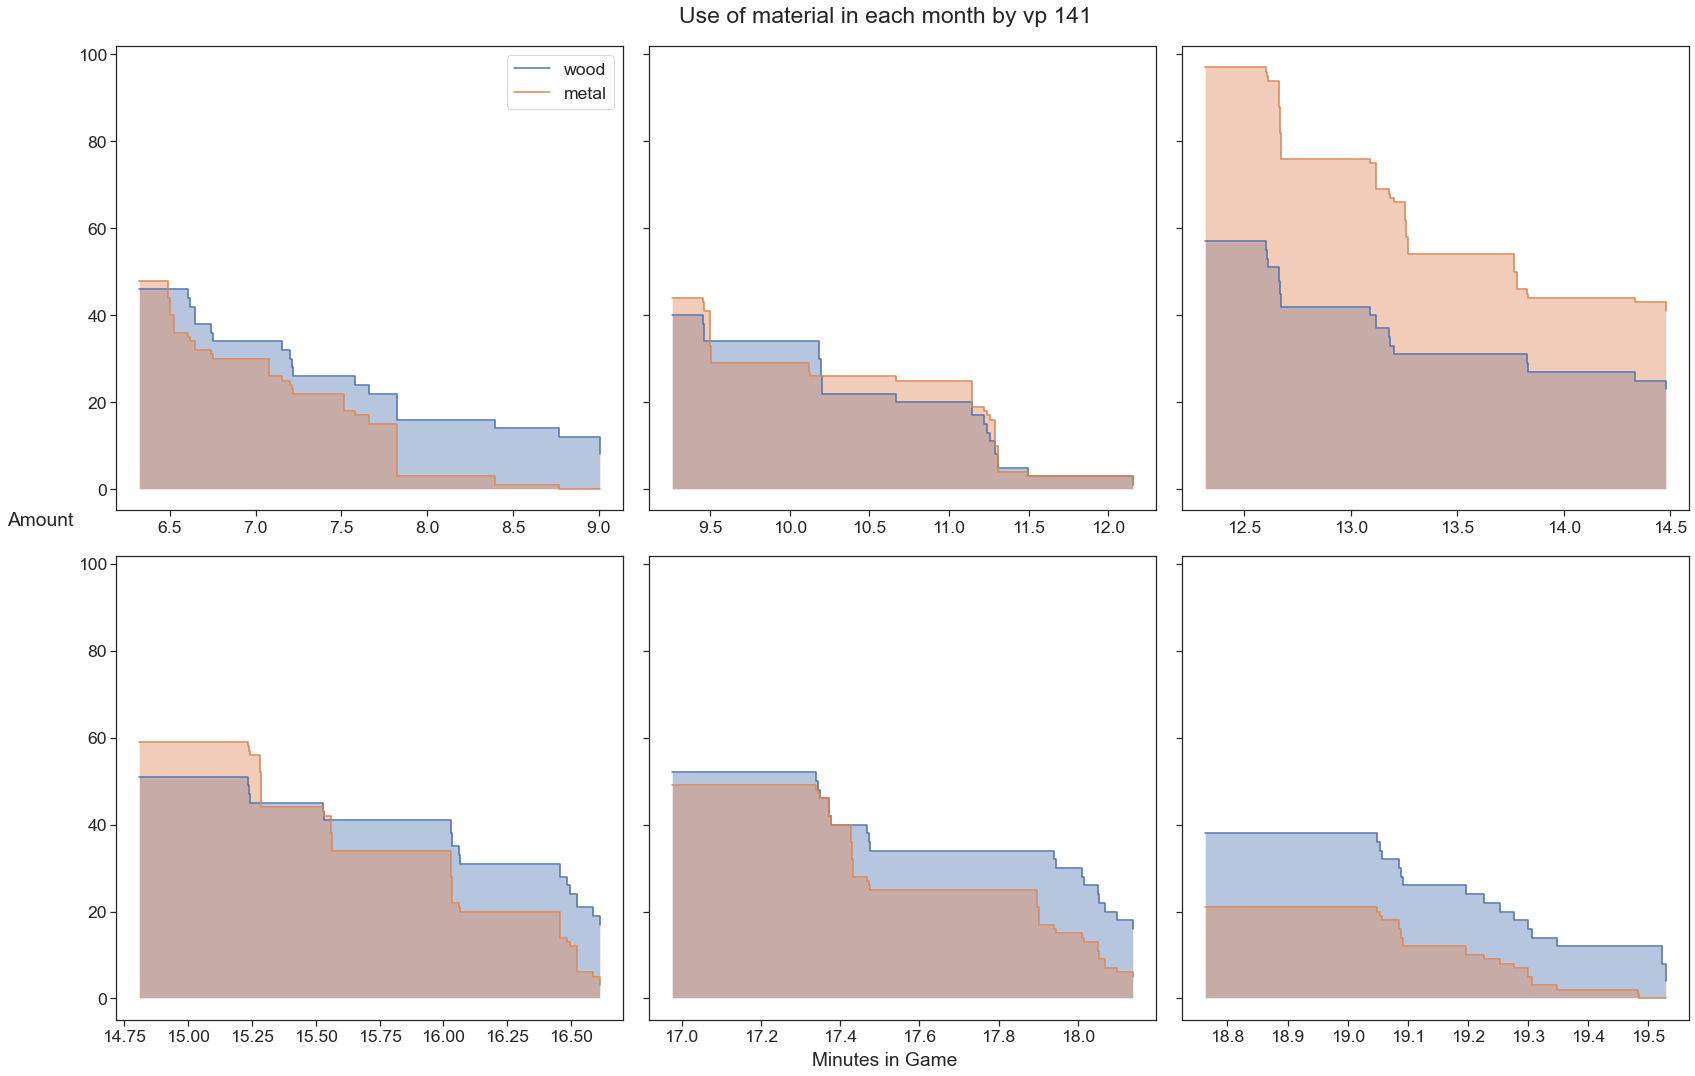 Use of material in each month by vp 141
wood
metal
100
80
60
40
20
0
6.5 7.0 7.5 8.0 8.5 9.0
9.5 10.0 10.5 11.0 11.5 12.0
12.5 13.0 13.5 14.0 14.5
Amount
100
80
60
40
20
0
14.75 15.00 15.25 15.50 15.75 16.00 16.25 16.50
17.0 17.2 17.4 17.6 17.8 18.0
18.8 18.9 19.0 19.1 19.2 19.3 19.4 19.5
Minutes in Game